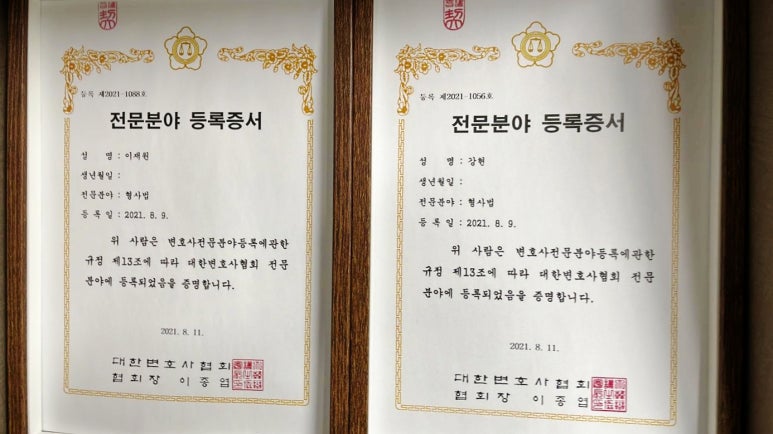 등록 제2021-1088호
전문분야 등록증서
성 명 : 이재원
생년월일 :
전문분야 : 형사법
등 록 일 : 2021. 8. 9.
위 사람은 변호사전문분야등록에관한
규정 제13조에 따라 대한변호사협회 전문
분야에 등록되었음을 증명합니다.
2021. 8. 11.
대한변호사협회
협회장 이종엽
등록 제2021-1056호
전문분야 등록증서
성 명 : 강헌
생년월일 :
전문분야 : 형사법
등 록 일 : 2021. 8. 9.
위 사람은 변호사전문분야등록에관한
규정 제13조에 따라 대한변호사협회 전문
분야에 등록되었음을 증명합니다.
2021. 8. 11.
대한변호사협회
협회장 이종엽